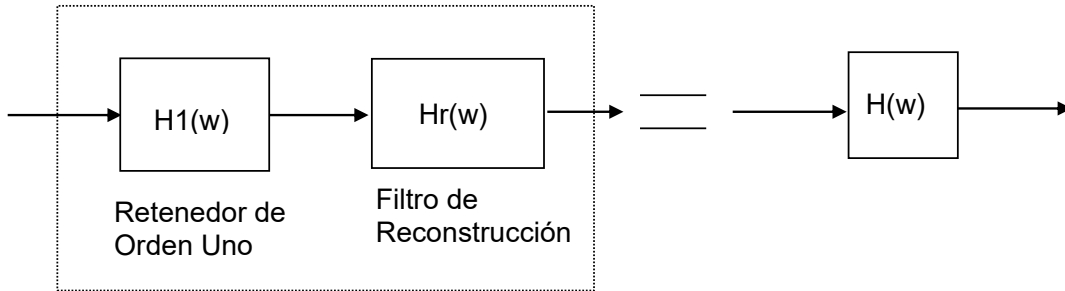 H1(w)
Hr(w)
H(w)
Retenedor de
Orden Uno
Filtro de
Reconstrucción